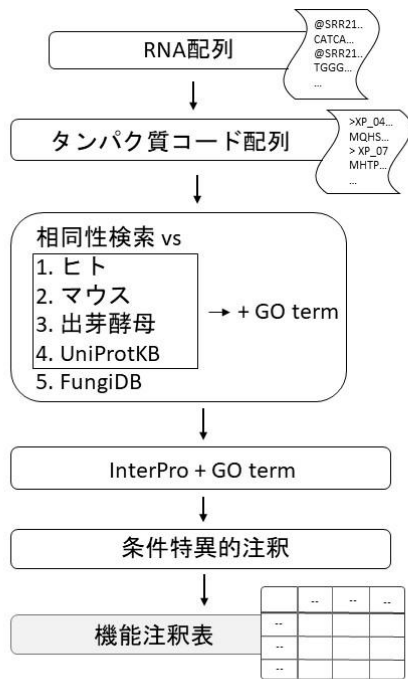 @SRR21..
CATCA...
@SRR21..
TGGG...
...
RNA配列
>XP_04...
MQHS...
> XP_07
MHTP...
...
タンパク質コード配列
相同性検索 vs
1. ヒト
2. マウス
3. 出芽酵母
4. UniProtKB
→ + GO term
5. FungiDB
InterPro + GO term
条件特異的注釈
機能注釈表
-- -- --
--
--
--